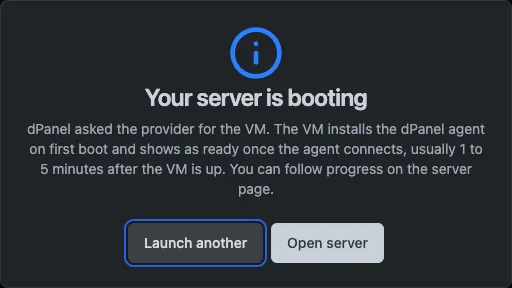 Your server is booting
dPanel asked the provider for the VM. The VM installs the dPanel agent
on first boot and shows as ready once the agent connects, usually 1 to
5 minutes after the VM is up. You can follow progress on the server
page.
Launch another
Open server